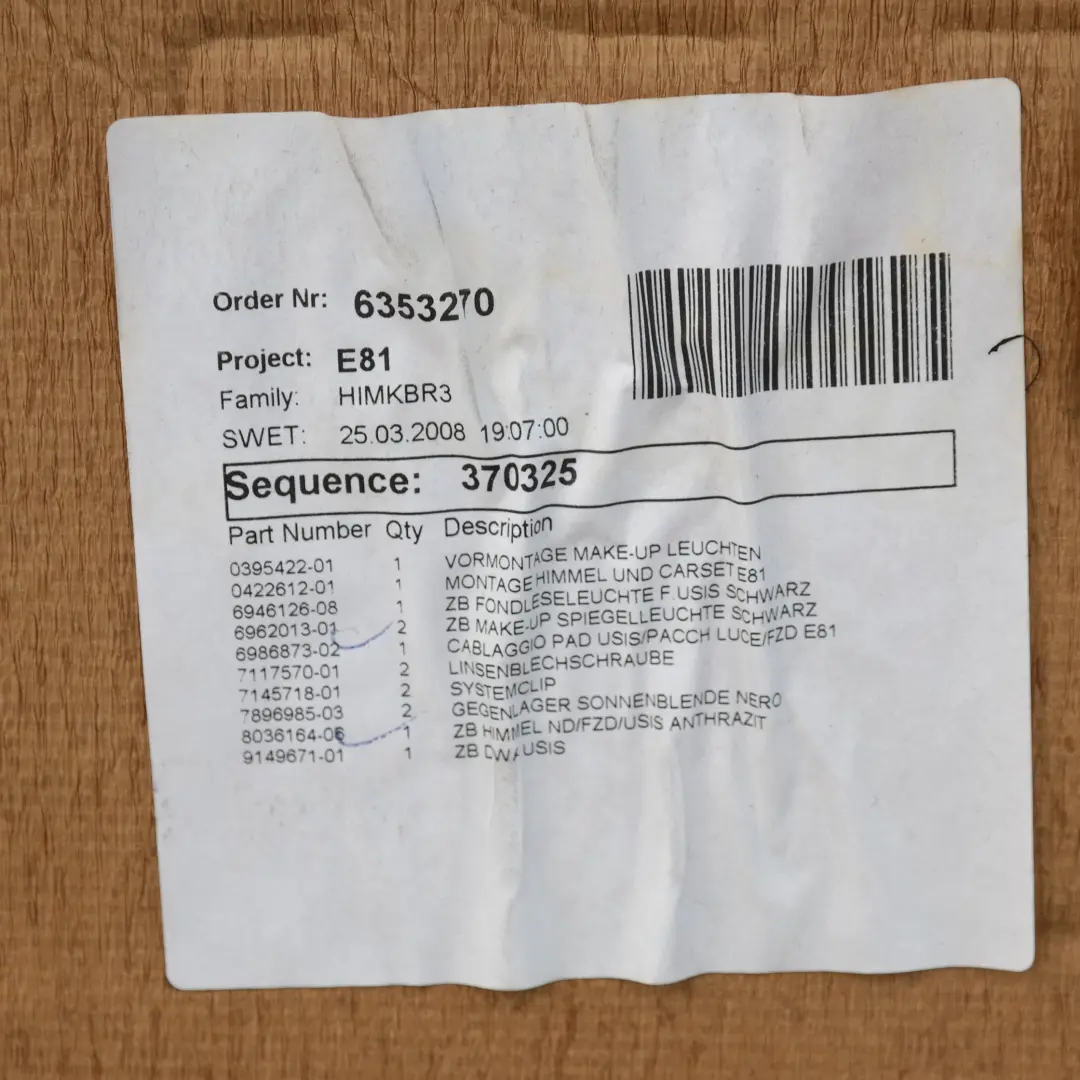 Order Nr: 6353270
Project: E81
Family: HIMKBR3
SWET: 25.03.2008 19:07:00
Sequence: 370325
Part Number Qty Description
0395422-01 1 VORMONTAGE MAKE-UP LEUCHTEN
0422612-01 1 MONTAGE HIMMEL UND CARSET E81
6946126-08 1 ZB FONDLESELEUCHTE F.USIS SCHWARZ
6962013-01 2 ZB MAKE-UP SPIEGELLEUCHTE SCHWARZ
6986873-02 1 CABLAGGIO PAD USIS/PACCH LUCE/FZD E81
7117570-01 2 LINSENBLECHSCHRAUBE
7145718-01 2 SYSTEMCLIP
7896985-03 2 GEGENLAGER SONNENBLENDE NERO
8036164-06 1 ZB HIMMEL ND/FZD/USIS ANTHRAZIT
9149671-01 1 ZB DWA USIS